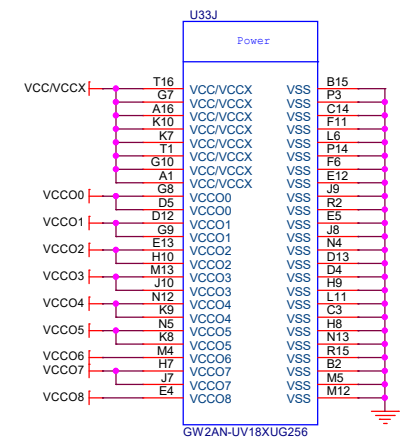 U33J
Power
VCC/VCCX T16 VCC/VCCX VSS B15
G7 VCC/VCCX VSS P3
A16 VCC/VCCX VSS C14
K10 VCC/VCCX VSS F11
K7 VCC/VCCX VSS L6
T1 VCC/VCCX VSS P14
G10 VCC/VCCX VSS F6
A1 VCC/VCCX VSS E12
VCCO0 G8 VCCO0 VSS J9
D5 VCCO0 VSS R2
VCCO1 D12 VCCO1 VSS E5
G9 VCCO1 VSS J8
VCCO2 E13 VCCO2 VSS N4
H10 VCCO2 VSS D13
VCCO3 M13 VCCO3 VSS D4
J10 VCCO3 VSS H9
VCCO4 N12 VCCO4 VSS L11
K9 VCCO4 VSS C3
VCCO5 N5 VCCO5 VSS H8
K8 VCCO5 VSS N13
VCCO6 M4 VCCO6 VSS R15
VCCO7 H7 VCCO7 VSS B2
J7 VCCO7 VSS M5
VCCO8 E4 VCCO8 VSS M12
GW2AN-UV18XUG256